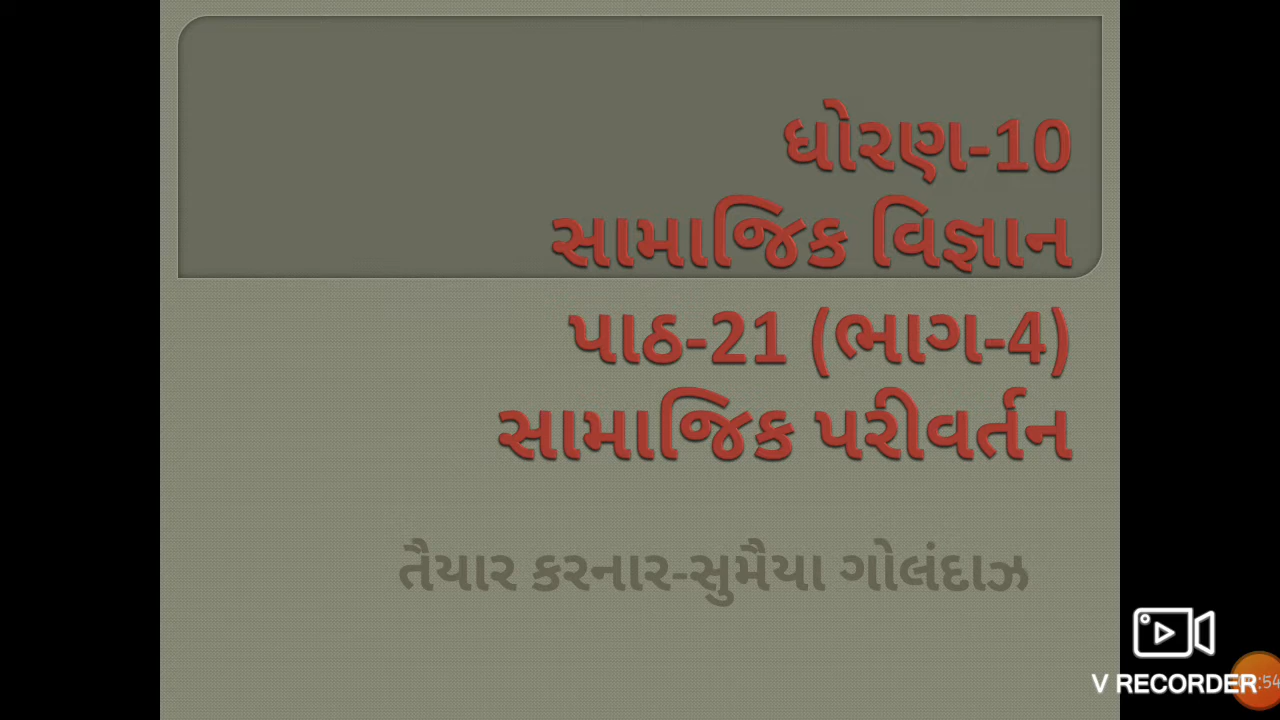 ધોરણ-10
સામાજિક વિજ્ઞાન
પાઠ-21 (ભાગ-4)
સામાજિક પરીવર્તન
તૈયાર કરનાર-સુમૈયા ગોલંદાઝ
V RECORDER